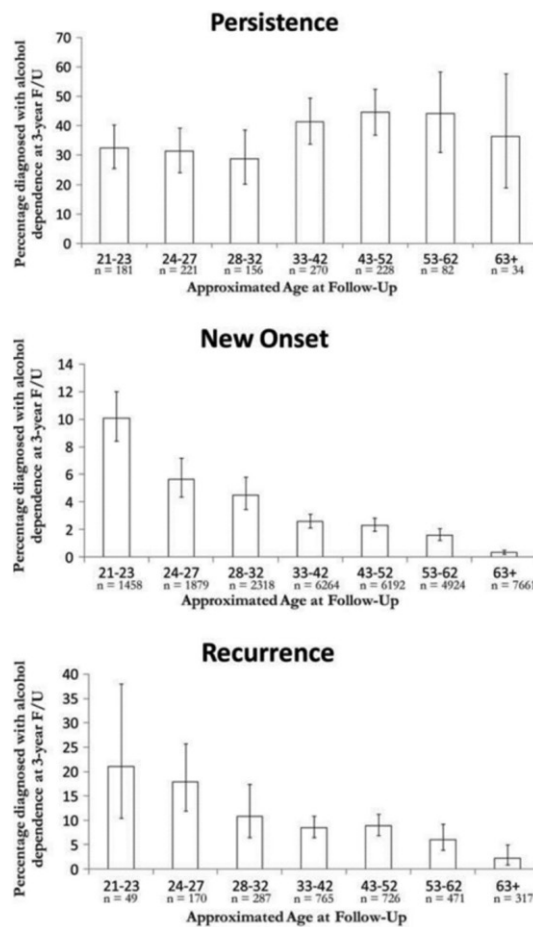 Persistence
Percentage diagnosed with alcohol
dependence at 3-year F/U
70
60
50
40
30
20
10
0
21-23 24-27 28-32 33-42 43-52 53-62 63+
n = 181 n = 221 n = 156 n = 270 n = 228 n = 82 n = 34
Approximated Age at Follow-Up
New Onset
Percentage diagnosed with alcohol
dependence at 3-year F/U
14
12
10
8
6
4
2
0
21-23 24-27 28-32 33-42 43-52 53-62 63+
n = 1458 n = 1879 n = 2318 n = 6264 n = 6192 n = 4924 n = 7661
Approximated Age at Follow-Up
Recurrence
Percentage diagnosed with alcohol
dependence at 3-year F/U
40
35
30
25
20
15
10
5
0
21-23 24-27 28-32 33-42 43-52 53-62 63+
n = 49 n = 170 n = 287 n = 765 n = 726 n = 471 n = 317
Approximated Age at Follow-Up